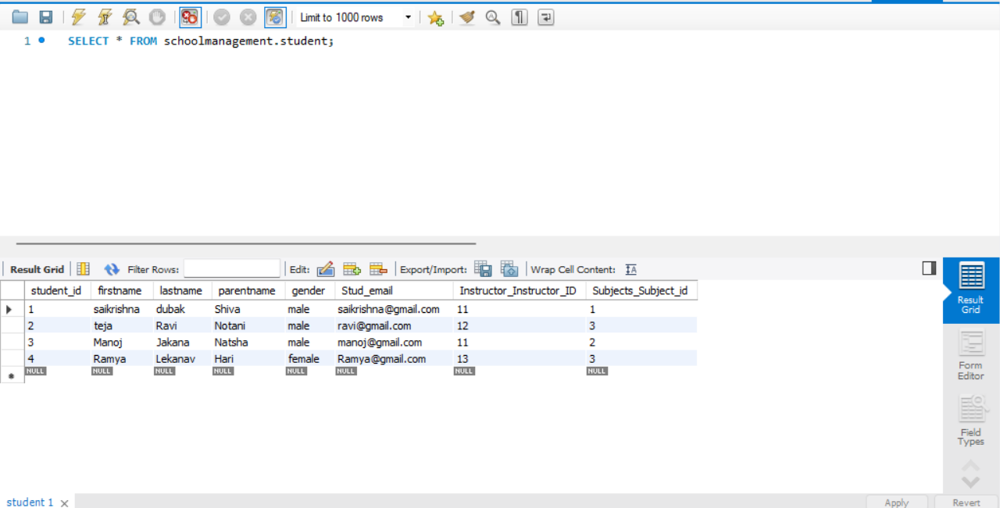 Limit to 1000 rows
1 SELECT * FROM schoolmanagement.student;
Result Grid Filter Rows: Edit: Export/Import: Wrap Cell Content: IA
student_id firstname lastname parentname gender Stud_email Instructor_Instructor_ID Subjects_Subject_id
1 saikrishna dubak Shiva male saikrishna@gmail.com 11 1
2 teja Ravi Notani male ravi@gmail.com 12 3
3 Manoj Jakana Natsha male manoj@gmail.com 11 2
4 Ramya Lekanav Hari female Ramya@gmail.com 13 3
NULL NULL NULL NULL NULL NULL NULL NULL
Result
Grid
Form
Editor
Field
Types
student 1
Apply Revert